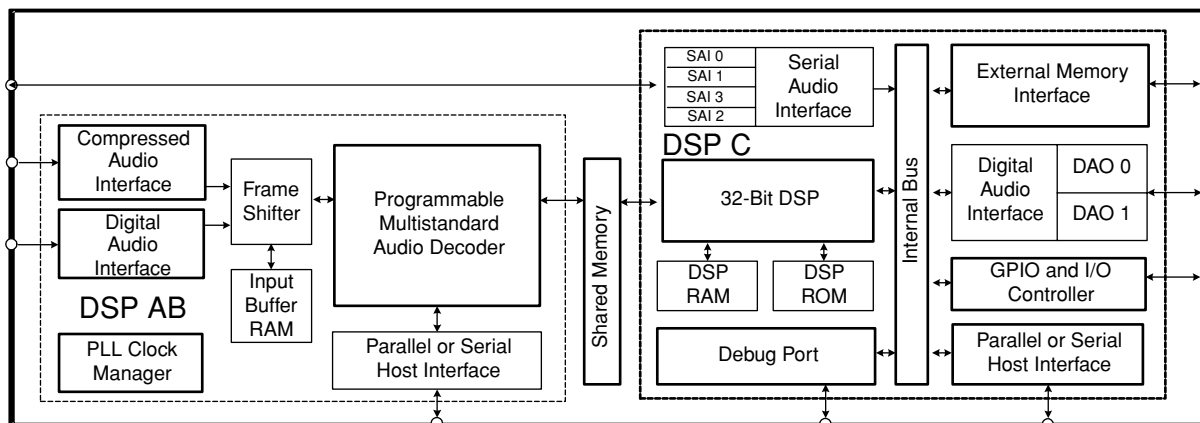 SAI 0
SAI 1
SAI 3
SAI 2
Serial
Audio
Interface
External Memory
Interface
Compressed
Audio
Interface
Digital
Audio
Interface
Frame
Shifter
Input
Buffer
RAM
DSP AB
PLL Clock
Manager
Programmable
Multistandard
Audio Decoder
Parallel or Serial
Host Interface
Shared Memory
DSP C
32-Bit DSP
DSP
RAM
DSP
ROM
Debug Port
Internal Bus
Digital
Audio
Interface
DAO 0
DAO 1
GPIO and I/O
Controller
Parallel or Serial
Host Interface